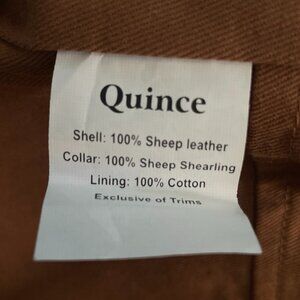 Quince
Shell: 100% Sheep leather
Collar: 100% Sheep Shearling
Lining: 100% Cotton
Exclusive of Trims